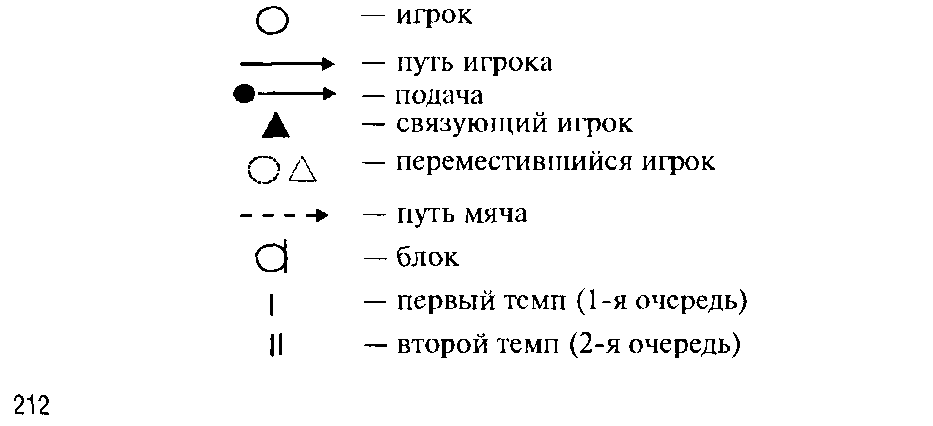 — игрок
— путь игрока
— подача
— связующий игрок
— переместившийся игрок
— путь мяча
— блок
— первый темп (1-я очередь)
— второй темп (2-я очередь)
212